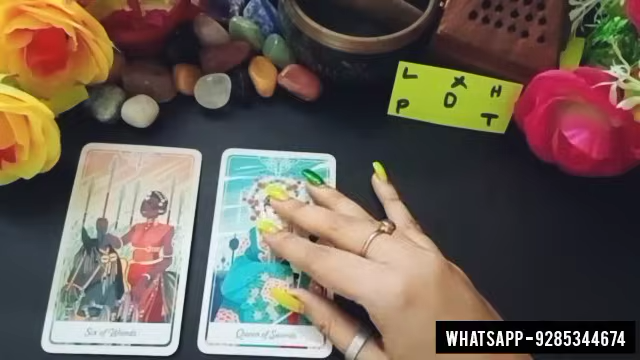 L X H
P D T
Six of Wands
Queen of Swords
WHATSAPP-9285344674